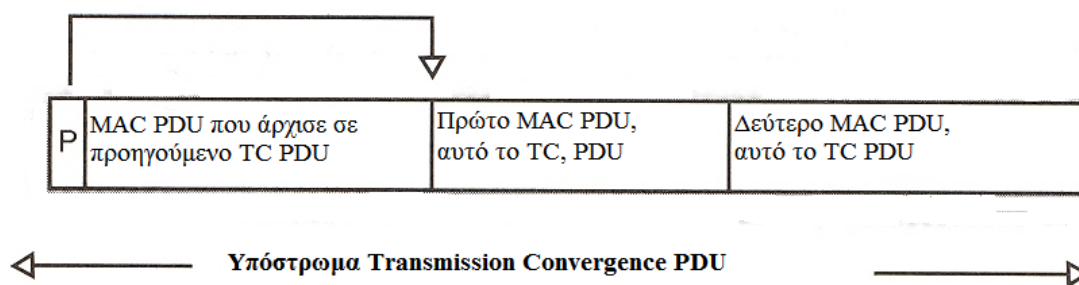 P
MAC PDU που άρχισε σε
προηγούμενο TC PDU
Πρώτο MAC PDU,
αυτό το TC, PDU
Δεύτερο MAC PDU,
αυτό το TC PDU
Υπόστρωμα Transmission Convergence PDU